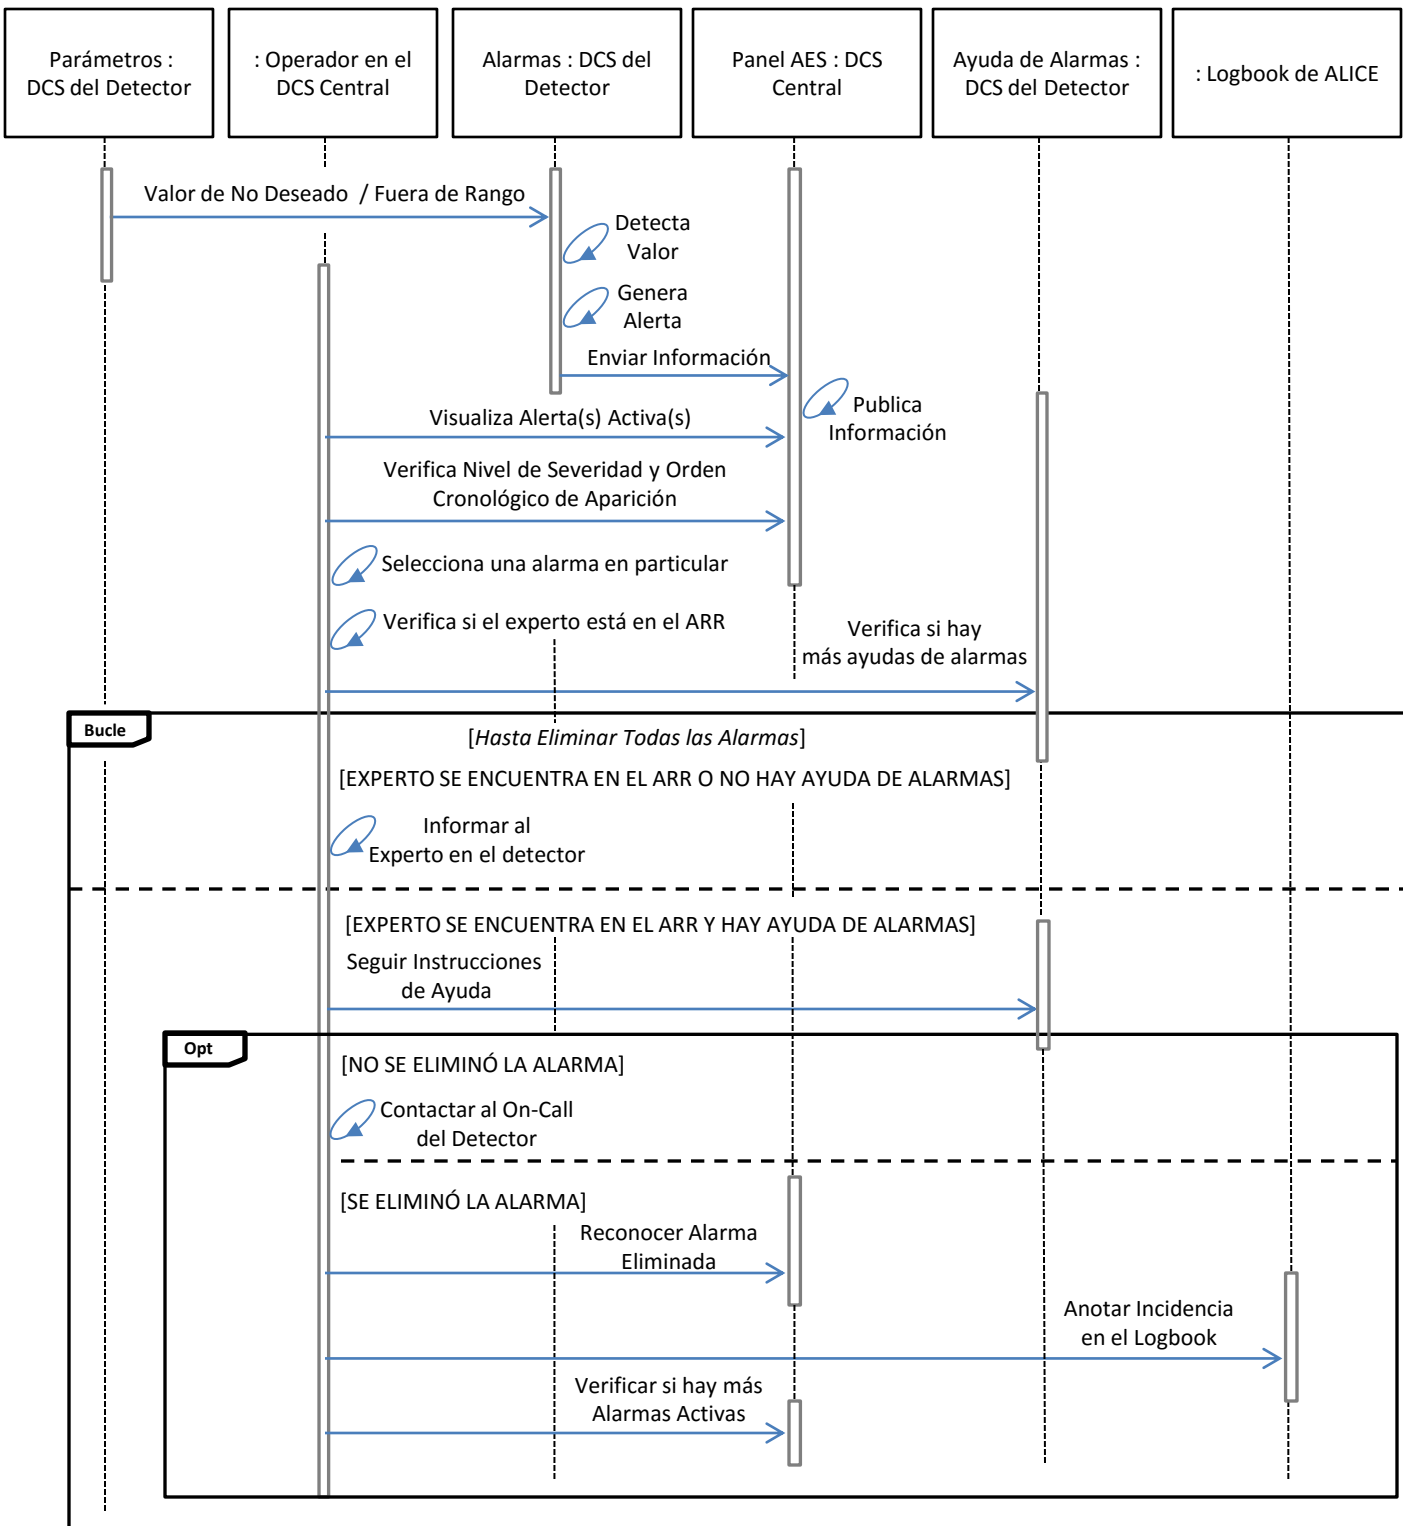 Parámetros :
DCS del Detector
: Operador en el
DCS Central
Alarmas : DCS del
Detector
Panel AES : DCS
Central
Ayuda de Alarmas :
DCS del Detector
: Logbook de ALICE
Valor de No Deseado / Fuera de Rango
Detecta
Valor
Genera
Alerta
Enviar Información
Publica
Información
Visualiza Alerta(s) Activa(s)
Verifica Nivel de Severidad y Orden
Cronológico de Aparición
Selecciona una alarma en particular
Verifica si el experto está en el ARR
Verifica si hay
más ayudas de alarmas
Bucle
[Hasta Eliminar Todas las Alarmas]
[EXPERTO SE ENCUENTRA EN EL ARR O NO HAY AYUDA DE ALARMAS]
Informar al
Experto en el detector
[EXPERTO SE ENCUENTRA EN EL ARR Y HAY AYUDA DE ALARMAS]
Seguir Instrucciones
de Ayuda
Opt
[NO SE ELIMINÓ LA ALARMA]
Contactar al On-Call
del Detector
[SE ELIMINÓ LA ALARMA]
Reconocer Alarma
Eliminada
Anotar Incidencia
en el Logbook
Verificar si hay más
Alarmas Activas